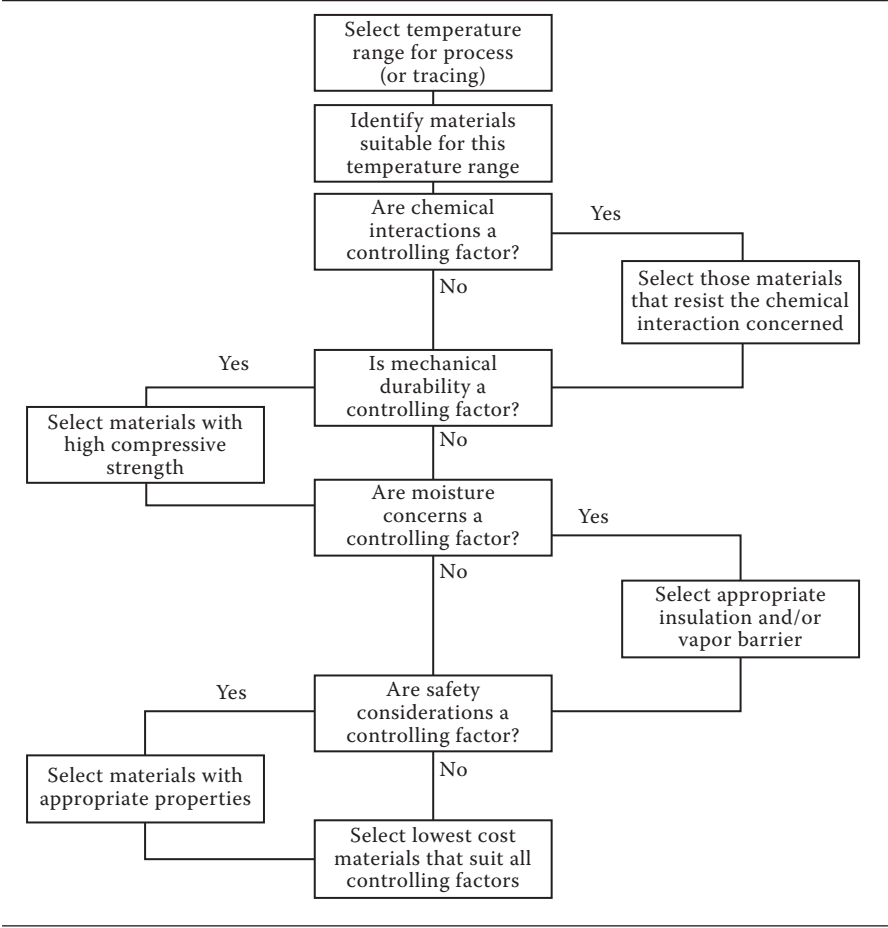 Select temperature
range for process
(or tracing)
Identify materials
suitable for this
temperature range
Are chemical
interactions a
controlling factor?
Yes
Select those materials
that resist the chemical
interaction concerned
No
Yes
Is mechanical
durability a
controlling factor?
Select materials with
high compressive
strength
No
Are moisture
concerns a
controlling factor?
Yes
No
Select appropriate
insulation and/or
vapor barrier
Yes
Are safety
considerations a
controlling factor?
Select materials with
appropriate properties
No
Select lowest cost
materials that suit all
controlling factors